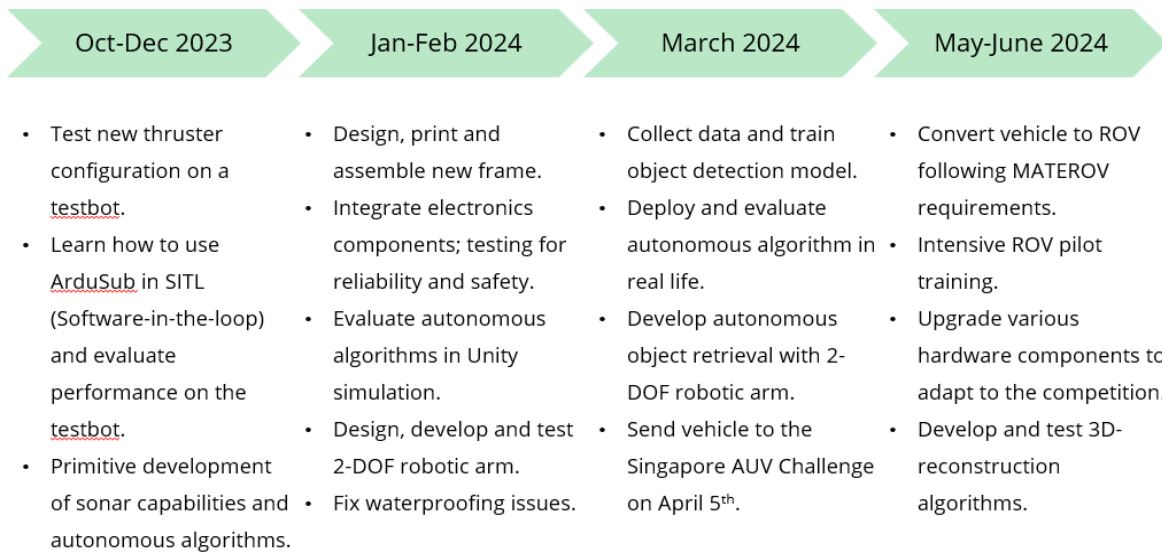 Oct-Dec 2023
• Test new thruster
configuration on a
testbot.
• Learn how to use
ArduSub in SITL
(Software-in-the-loop)
and evaluate
performance on the
testbot.
• Primitive development
of sonar capabilities and
autonomous algorithms.
Jan-Feb 2024
• Design, print and
assemble new frame.
• Integrate electronics
components; testing for
reliability and safety.
• Evaluate autonomous
algorithms in Unity
simulation.
• Design, develop and test
2-DOF robotic arm.
• Fix waterproofing issues.
March 2024
• Collect data and train
object detection model.
• Deploy and evaluate
autonomous algorithm in
real life.
• Develop autonomous
object retrieval with 2-
DOF robotic arm.
• Send vehicle to the
Singapore AUV Challenge
on April 5th.
May-June 2024
• Convert vehicle to ROV
following MATEROV
requirements.
• Intensive ROV pilot
training.
• Upgrade various
hardware components to
adapt to the competition.
• Develop and test 3D-
reconstruction
algorithms.